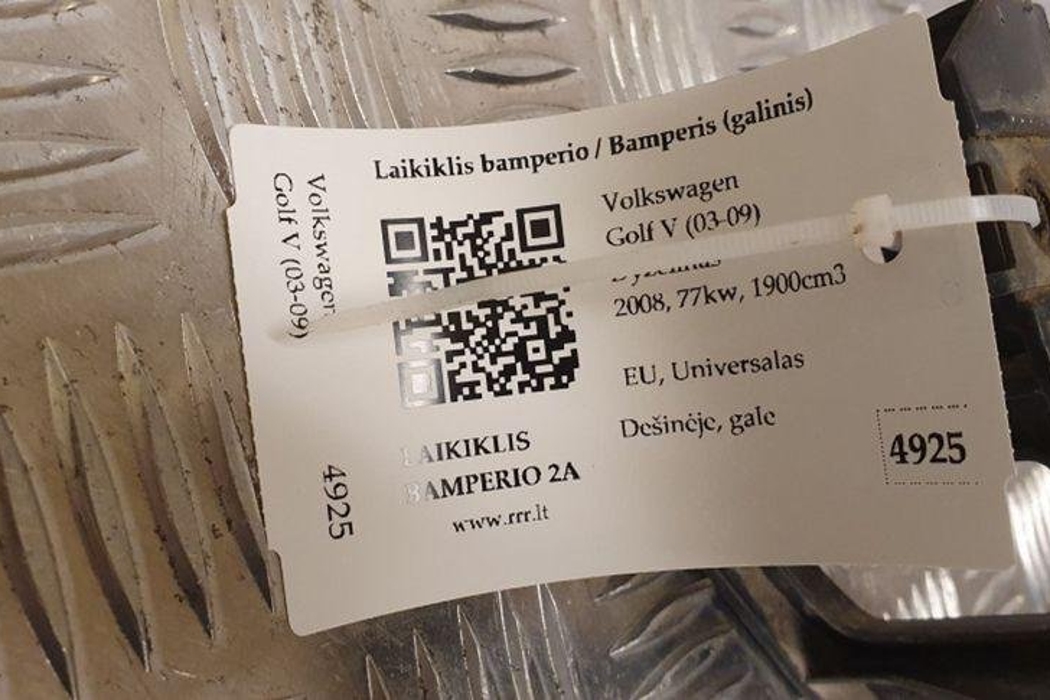 Laikiklis bamperio / Bamperis (galinis)
Volkswagen
Golf V (03-09)
2008, 77kw, 1900cm3
EU, Universalas
Dešinėje, gale
4925
LAIKIKLIS
BAMPERIO 2A
www.rrr.lt
Volkswagen
Golf V (03-09)
4925